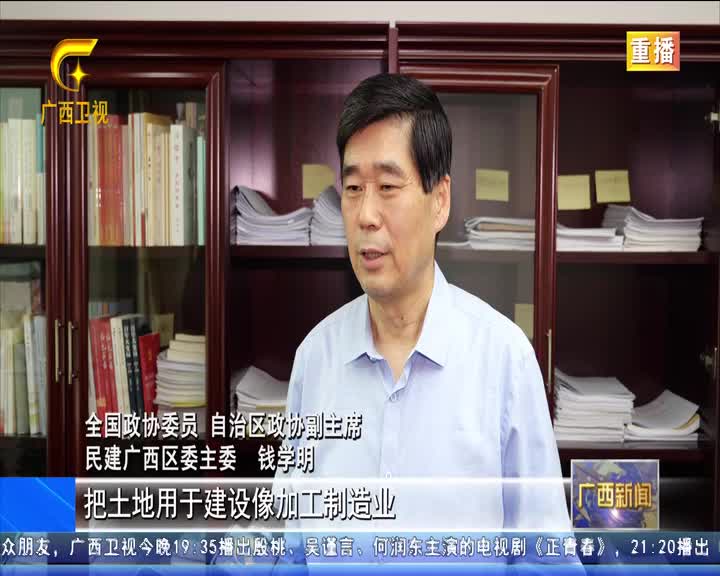 广西卫视
重播
全国政协委员 自治区政协副主席
民建广西区委主委 钱学明
把土地用于建设像加工制造业
广西新闻
众朋友，广西卫视今晚19:35播出殷桃、吴谨言、何润东主演的电视剧《正青春》，21:20播出